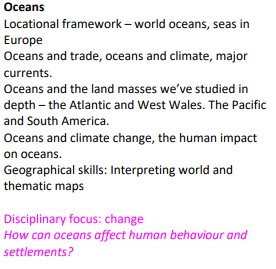 Oceans
Locational framework – world oceans, seas in
Europe
Oceans and trade, oceans and climate, major
currents.
Oceans and the land masses we've studied in
depth – the Atlantic and West Wales. The Pacific
and South America.
Oceans and climate change, the human impact
on oceans.
Geographical skills: Interpreting world and
thematic maps
Disciplinary focus: change
How can oceans affect human behaviour and
settlements?